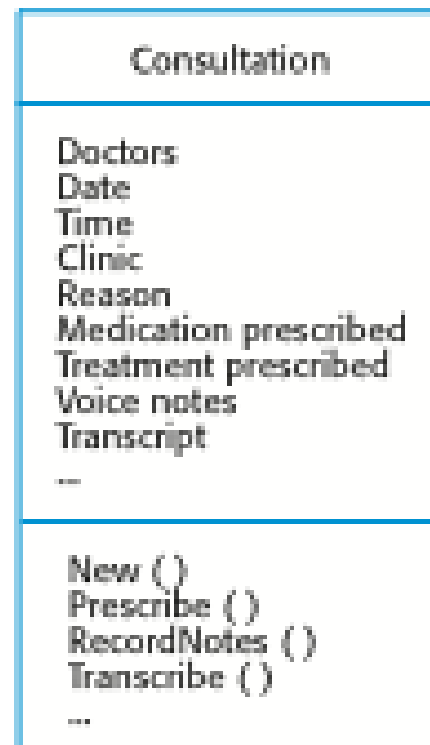 Consultation
Doctors
Date
Time
Clinic
Reason
Medication prescribed
Treatment prescribed
Voice notes
Transcript
...
New ( )
Prescribe ( )
RecordNotes ( )
Transcribe ( )
...